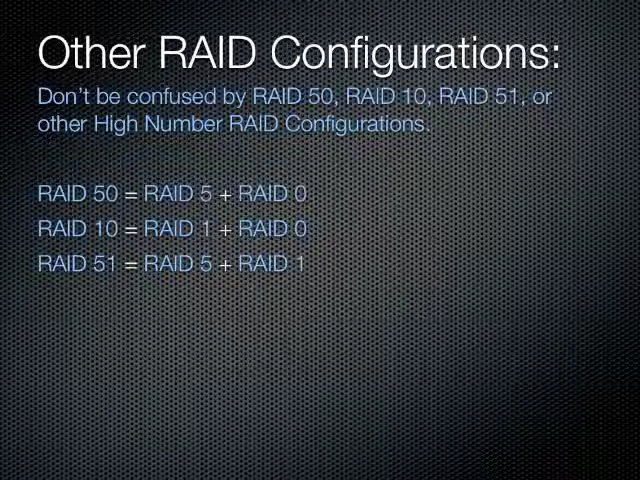 Other RAID Configurations:
Don't be confused by RAID 50, RAID 10, RAID 51, or
other High Number RAID Configurations.
RAID 50 = RAID 5 + RAID 0
RAID 10 = RAID 1 + RAID 0
RAID 51 = RAID 5 + RAID 1